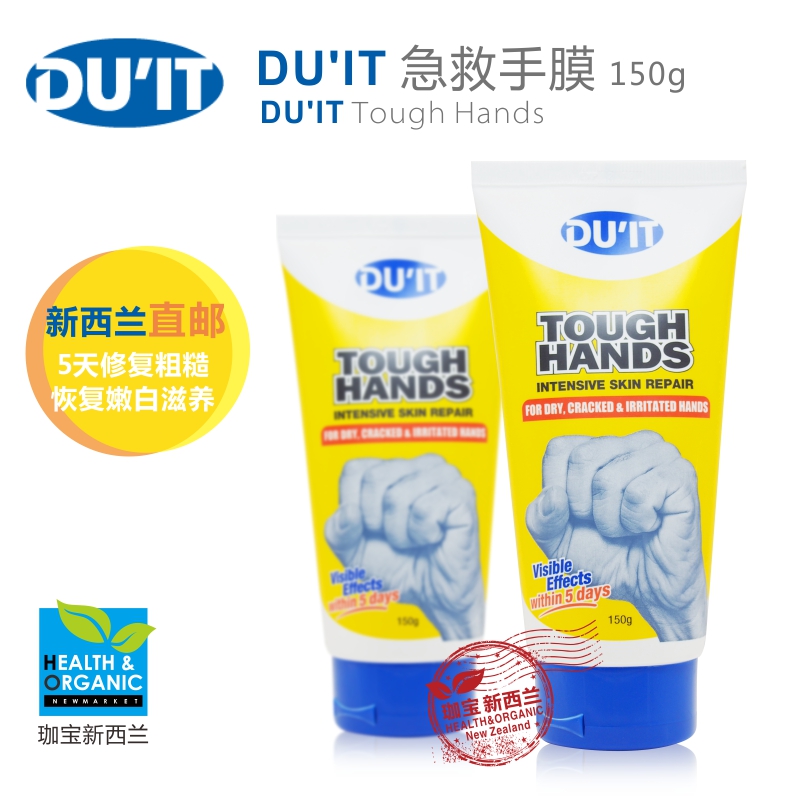 DU'IT
DU'IT 急救手膜 150g
DU'IT Tough Hands
新西兰直邮
5天修复粗糙
恢复嫩白滋养
DU'IT
TOUGH
HANDS
INTENSIVE SKIN REPAIR
FOR DRY, CRACKED & IRRITATED HANDS
Visible
Effects
within 5 days
150g
DU'IT
TOUGH
HANDS
INTENSIVE SKIN REPAIR
FOR DRY, CRACKED & IRRITATED HANDS
Visible
Effects
within 5 days
150g
HEALTH &
ORGANIC
NEWMARKET
珈宝新西兰
珈宝新西兰
HEALTH&ORGANIC
New Zealand